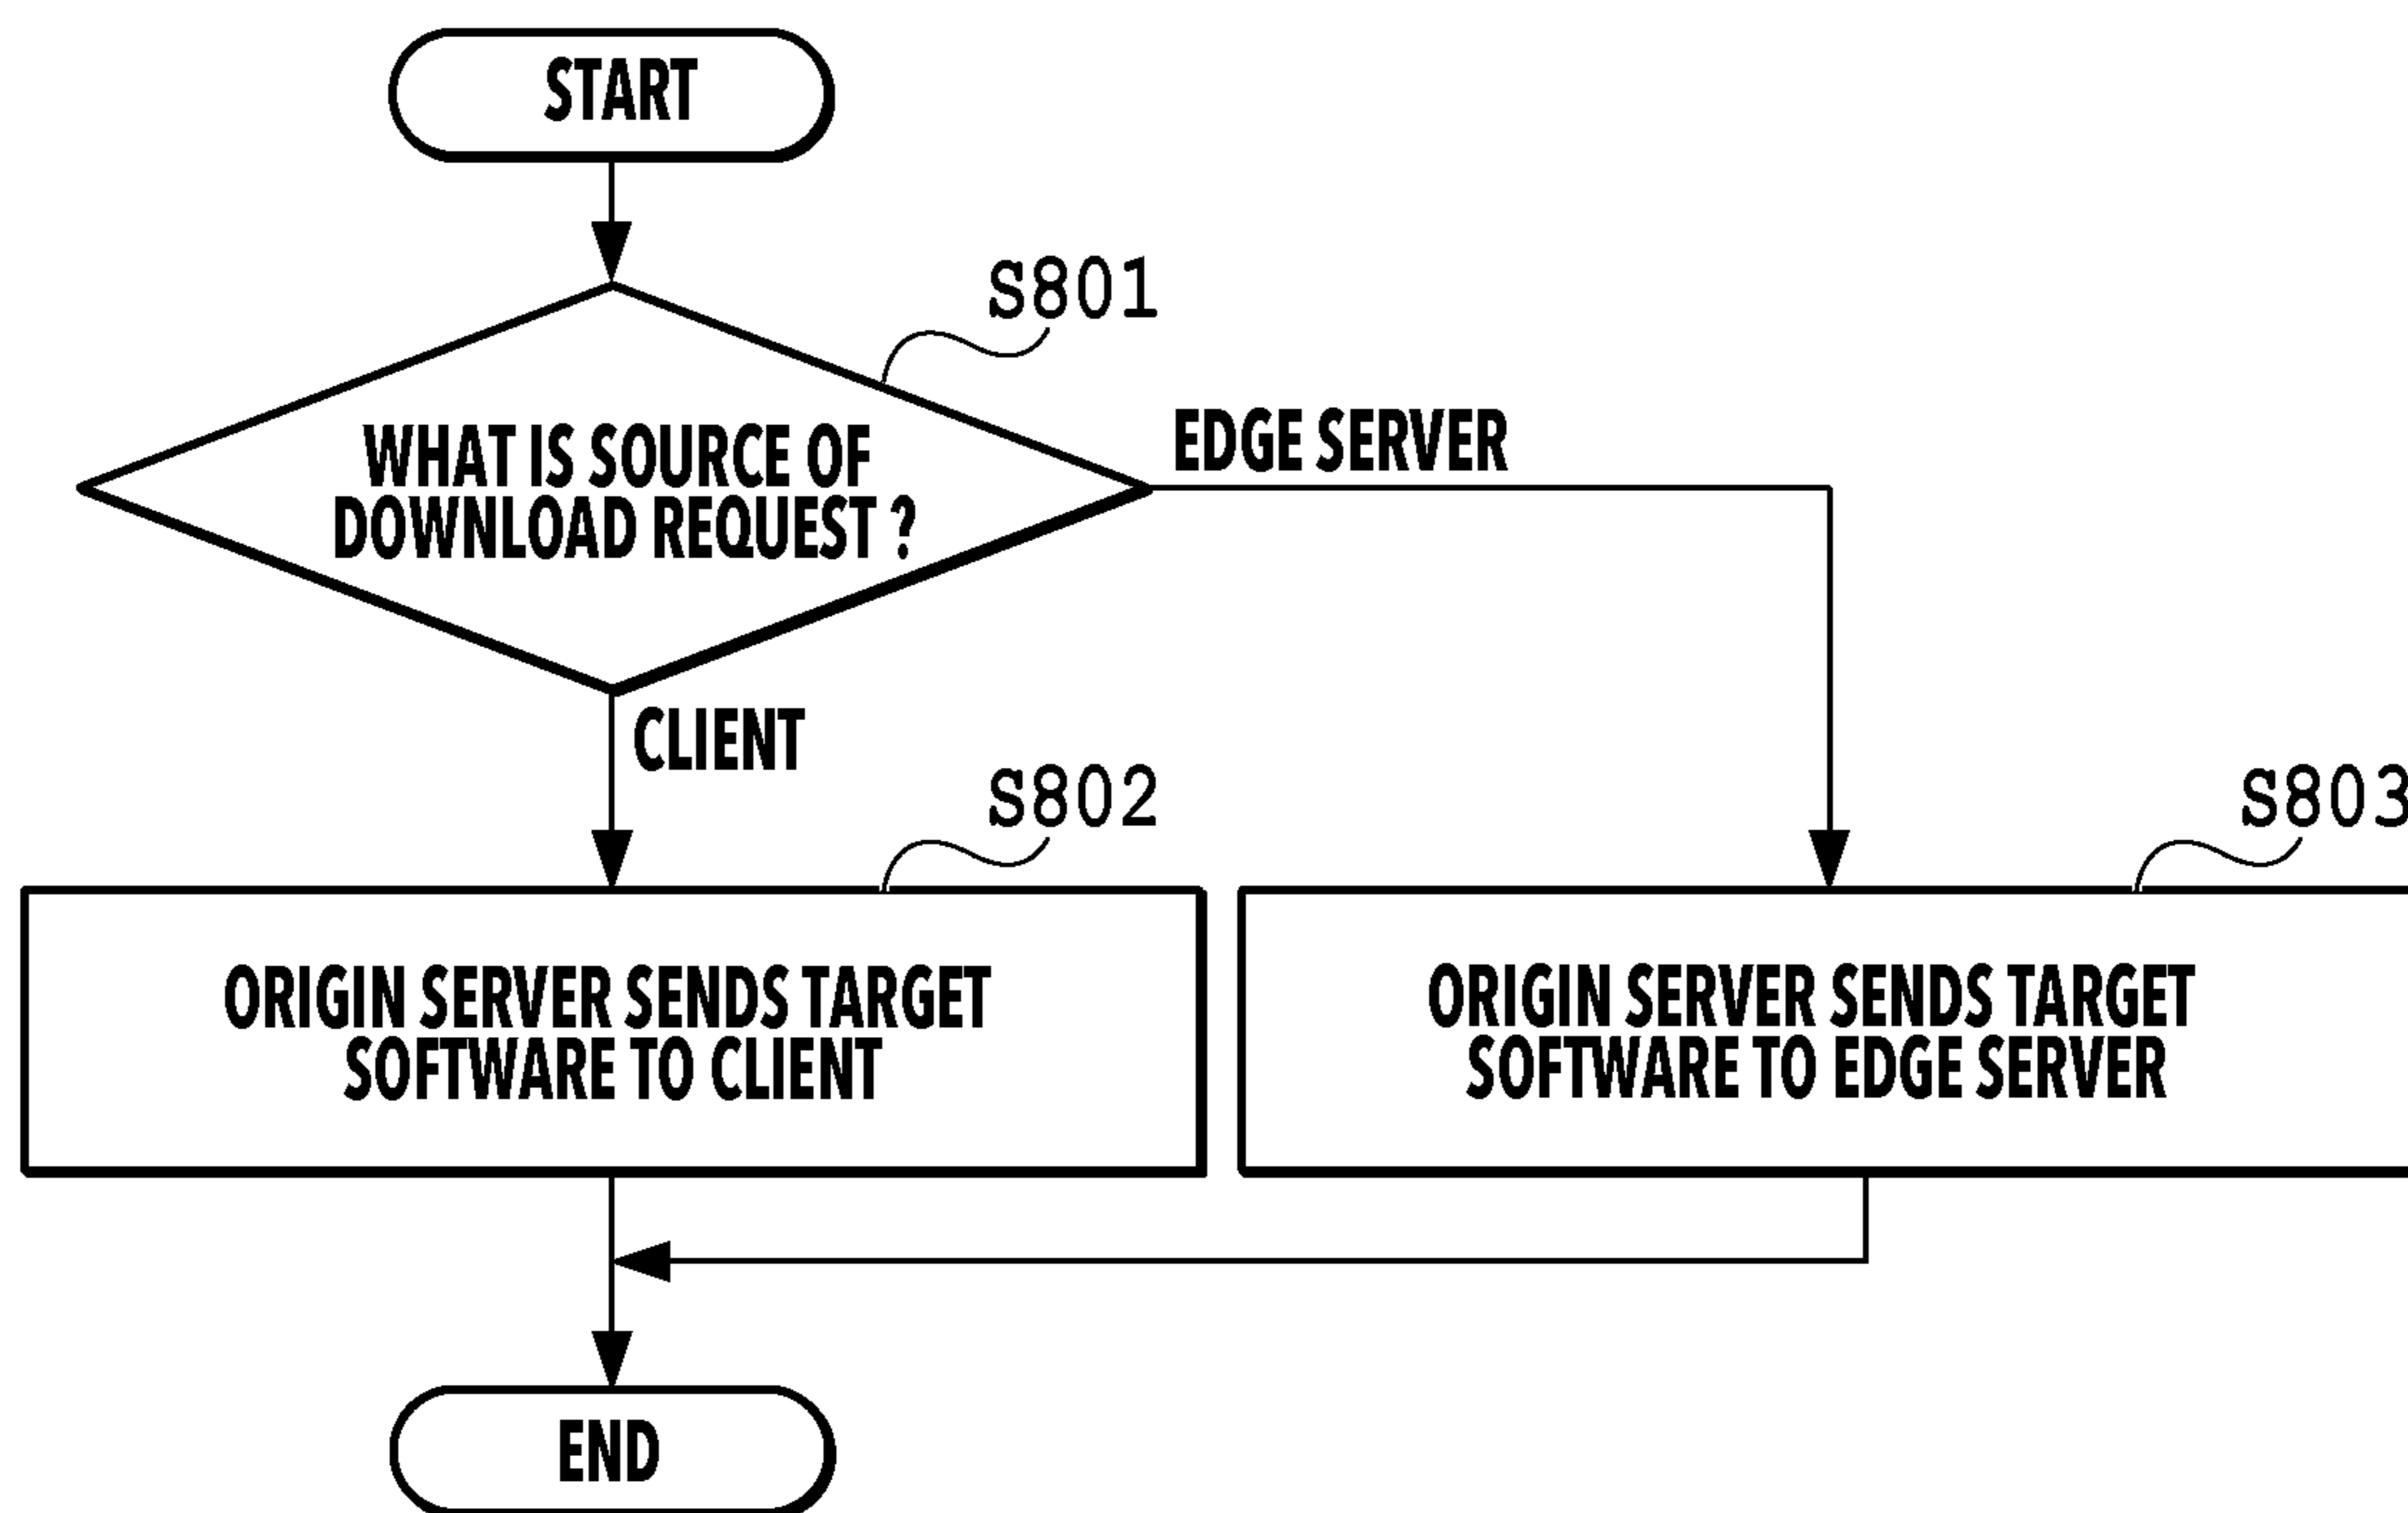 START
S801
WHAT IS SOURCE OF
DOWNLOAD REQUEST ?
EDGE SERVER
CLIENT
S802
S803
ORIGIN SERVER SENDS TARGET
SOFTWARE TO CLIENT
ORIGIN SERVER SENDS TARGET
SOFTWARE TO EDGE SERVER
END